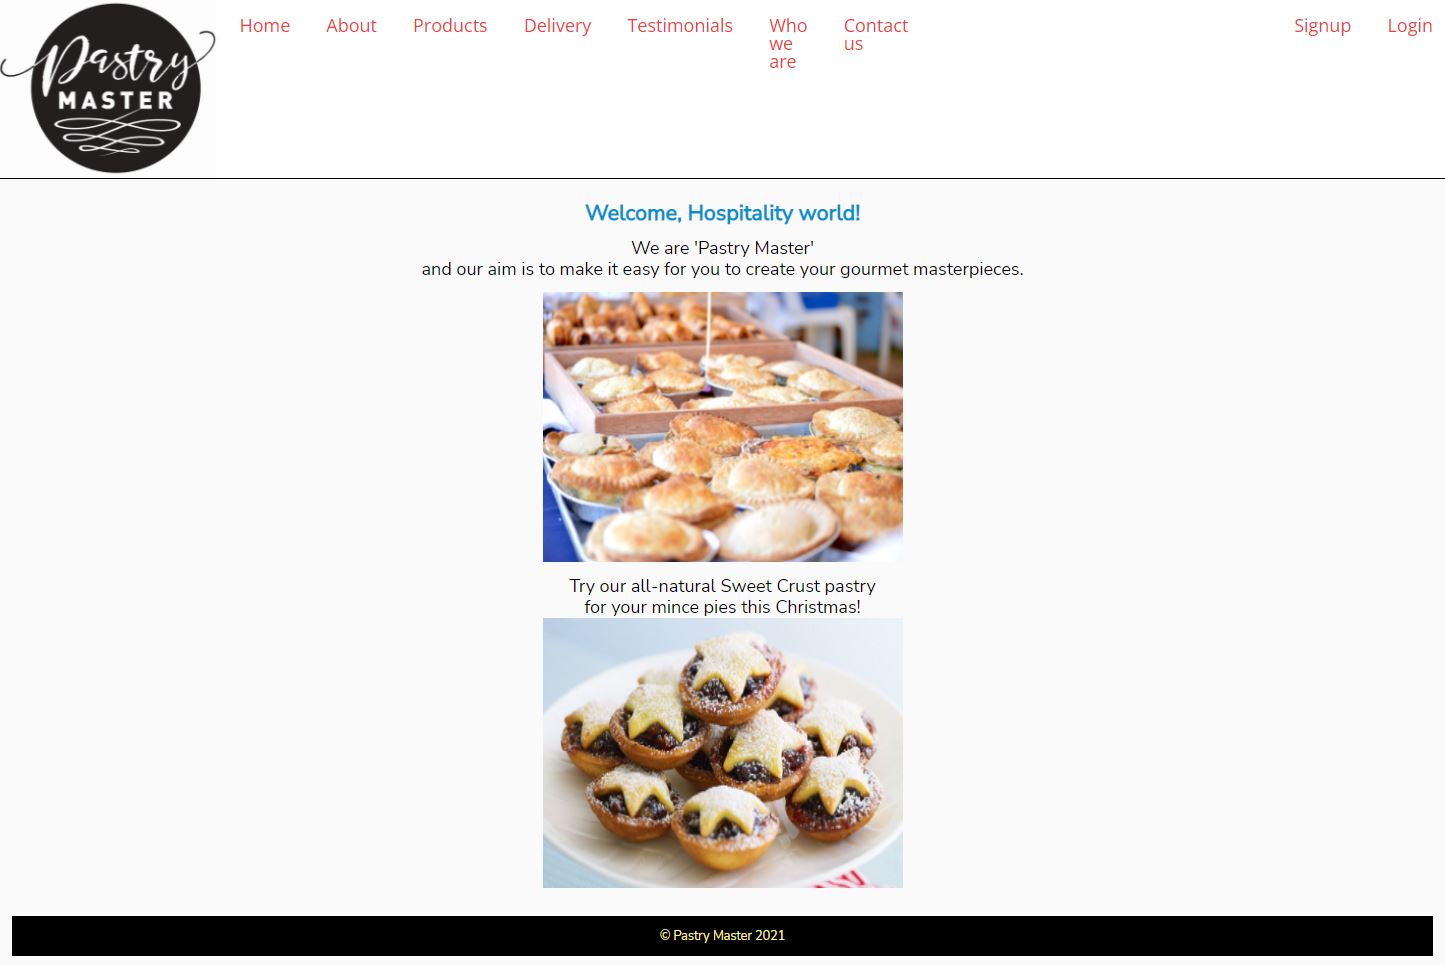 Pastry
MASTER
Home
About
Products
Delivery
Testimonials
Who
we
are
Contact
us
Signup
Login
Welcome, Hospitality world!
We are 'Pastry Master'
and our aim is to make it easy for you to create your gourmet masterpieces.
Try our all-natural Sweet Crust pastry
for your mince pies this Christmas!
© Pastry Master 2021